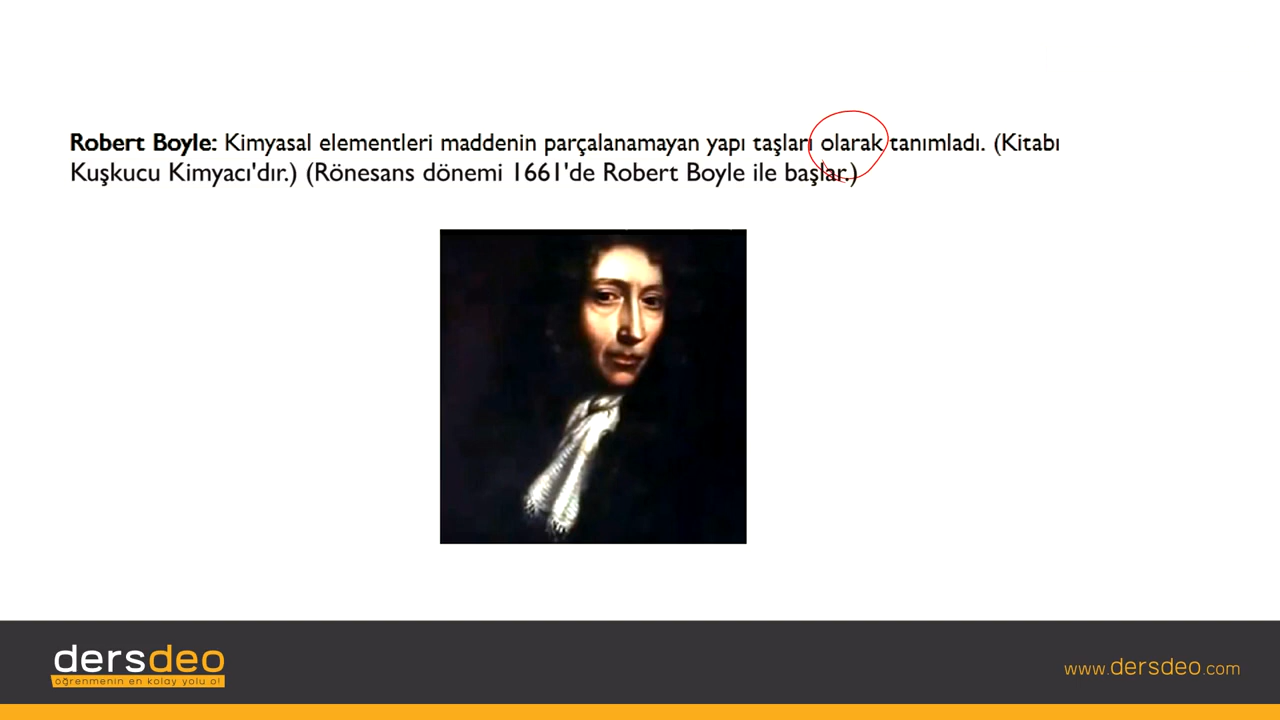 Robert Boyle: Kimyasal elementleri maddenin parçalanamayan yapı taşları olarak tanımladı. (Kitabı
Kuşkucu Kimyacı'dır.) (Rönesans dönemi 1661'de Robert Boyle ile başlar.)
dersdeo
öğrenmenin en kolay yolu o!
www.dersdeo.com